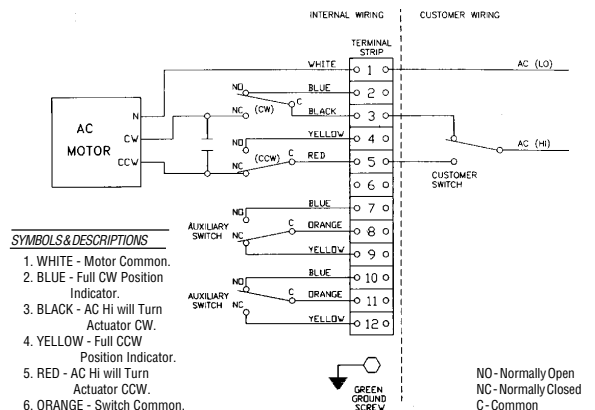 INTERNAL WIRING
CUSTOMER WIRING
TERMINAL
STRIP
WHITE
1
AC (LO)
NO
BLUE
2
C
NC
(CW)
BLACK
3
N
AC
MOTOR
CW
CCW
YELLOW
4
NO
AC (HI)
(CCW)
C
RED
5
NC
CUSTOMER
SWITCH
6
BLUE
7
NO
AUXILIARY
SWITCH
C
ORANGE
8
NC
YELLOW
9
BLUE
10
NO
AUXILIARY
SWITCH
C
ORANGE
11
NC
YELLOW
12
GREEN
GROUND
SCREW
SYMBOLS & DESCRIPTIONS
1. WHITE - Motor Common.
2. BLUE - Full CW Position
Indicator.
3. BLACK - AC Hi will Turn
Actuator CW.
4. YELLOW - Full CCW
Position Indicator.
5. RED - AC Hi will Turn
Actuator CCW.
6. ORANGE - Switch Common.
NO - Normally Open
NC - Normally Closed
C - Common